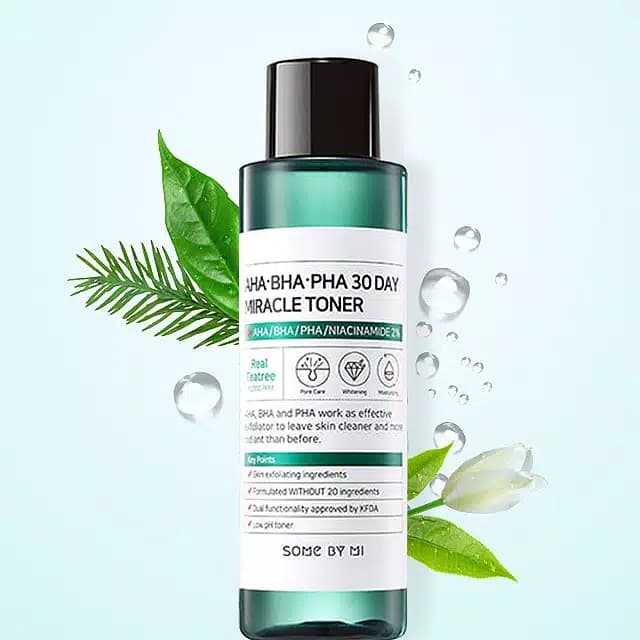 AHA·BHA·PHA 30 DAY
MIRACLE TONER
AHA/BHA/PHA/NIACINAMIDE 2%
Real
Teatree
Pore Care
Whitening
Moisturizing
AHA, BHA and PHA work as effective
exfoliator to leave skin cleaner and more
radiant than before.
Key Points
✓ Skin exfoliating ingredients
✓ Formulated WITHOUT 20 ingredients
✓ Dual functionality approved by KFDA
✓ Low pH toner
SOME BY MI